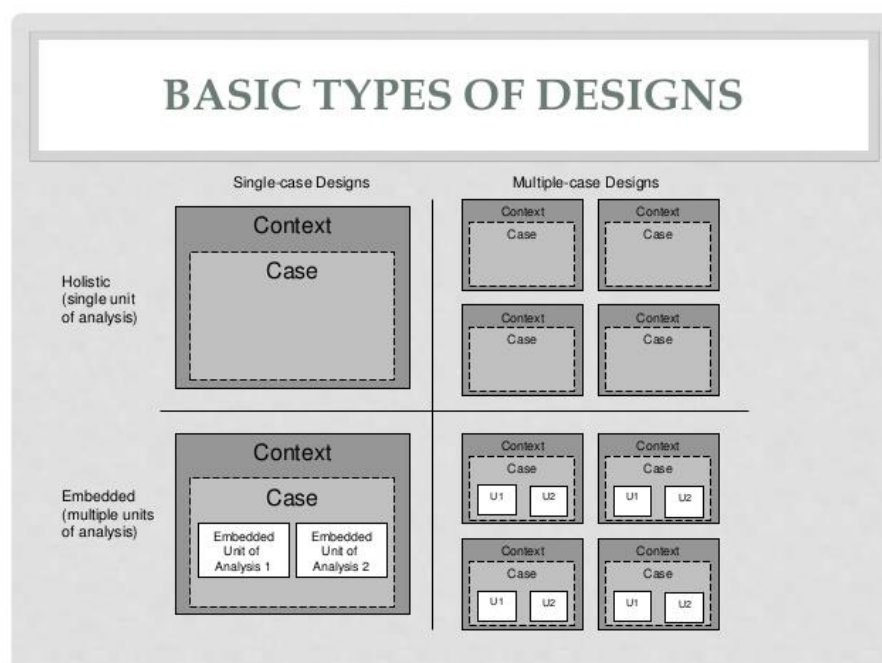 BASIC TYPES OF DESIGNS
Single-case Designs
Multiple-case Designs
Holistic
(single unit
of analysis)
Context
Case
Context
Case
Context
Case
Context
Case
Context
Case
Embedded
(multiple units
of analysis)
Context
Case
Embedded
Unit of
Analysis 1
Embedded
Unit of
Analysis 2
Context
Case
U1
U2
Context
Case
U1
U2
Context
Case
U1
U2
Context
Case
U1
U2